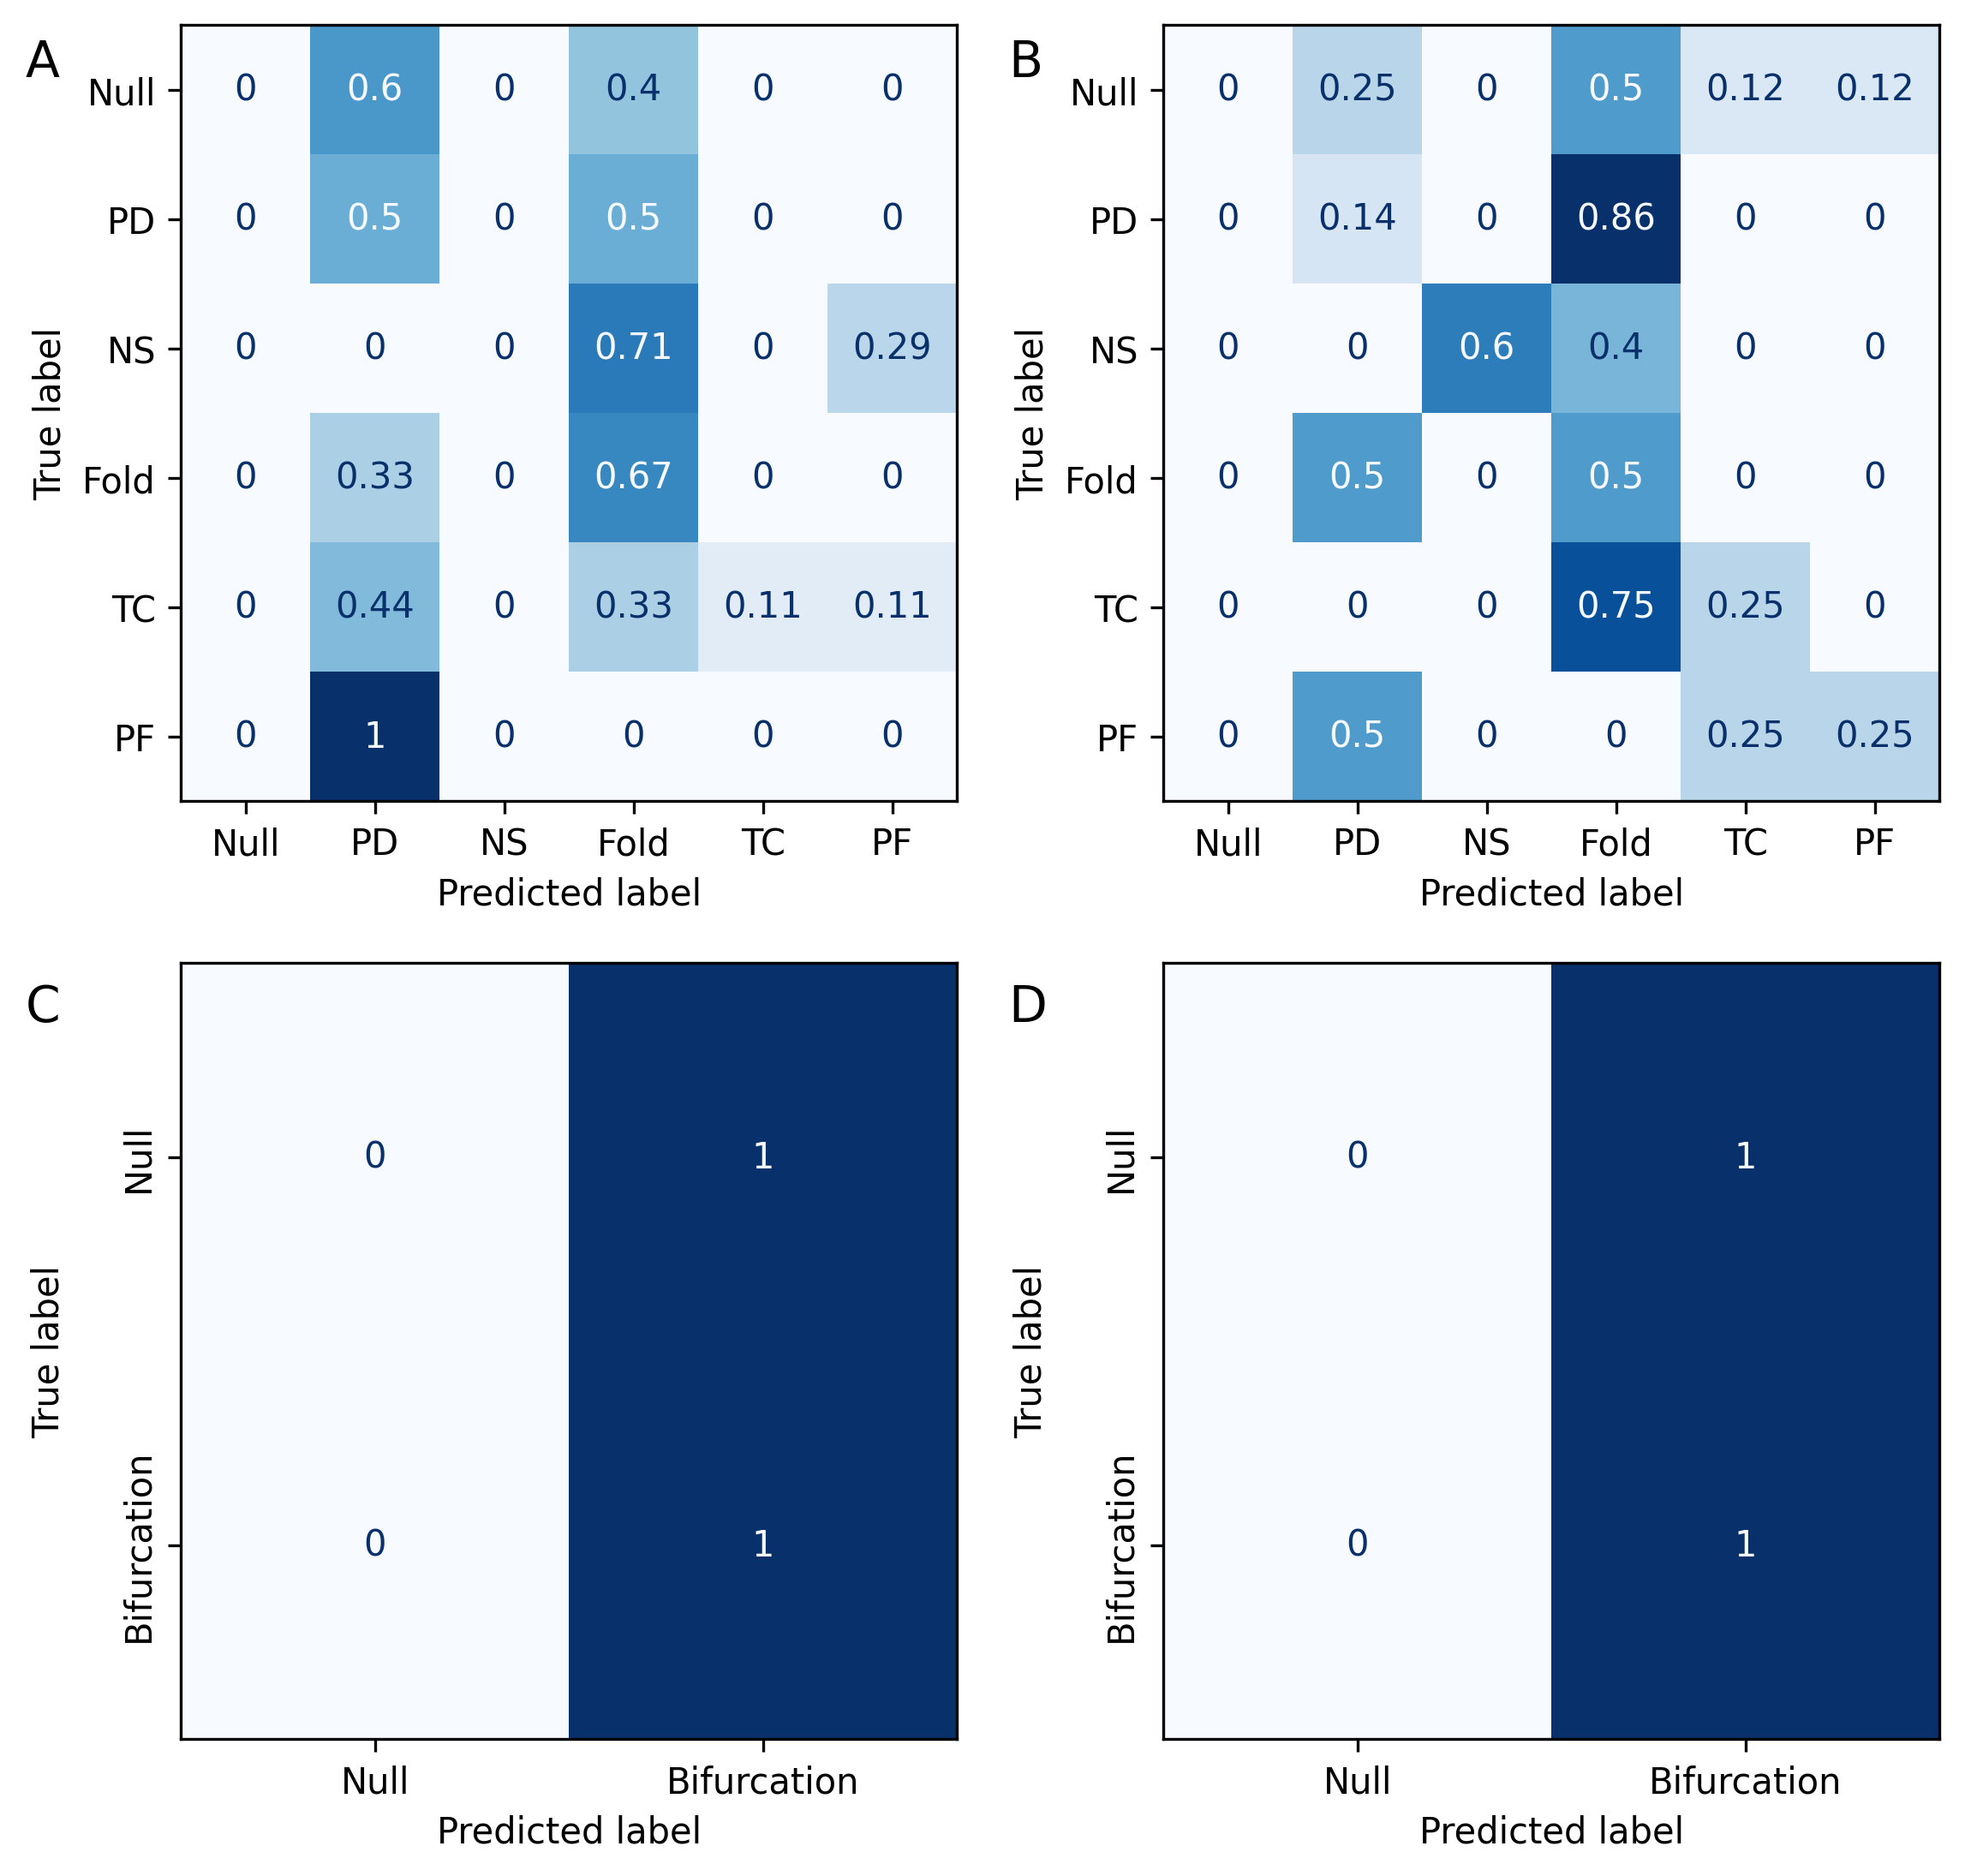 A
True label
Null 0 0.6 0 0.4 0 0
PD 0 0.5 0 0.5 0 0
NS 0 0 0 0.71 0 0.29
Fold 0 0.33 0 0.67 0 0
TC 0 0.44 0 0.33 0.11 0.11
PF 0 1 0 0 0 0
Null PD NS Fold TC PF
Predicted label
B
True label
Null 0 0.25 0 0.5 0.12 0.12
PD 0 0.14 0 0.86 0 0
NS 0 0 0.6 0.4 0 0
Fold 0 0.5 0 0.5 0 0
TC 0 0 0 0.75 0.25 0
PF 0 0.5 0 0 0.25 0.25
Null PD NS Fold TC PF
Predicted label
C
True label
Null 0 1
Bifurcation 0 1
Null Bifurcation
Predicted label
D
True label
Null 0 1
Bifurcation 0 1
Null Bifurcation
Predicted label